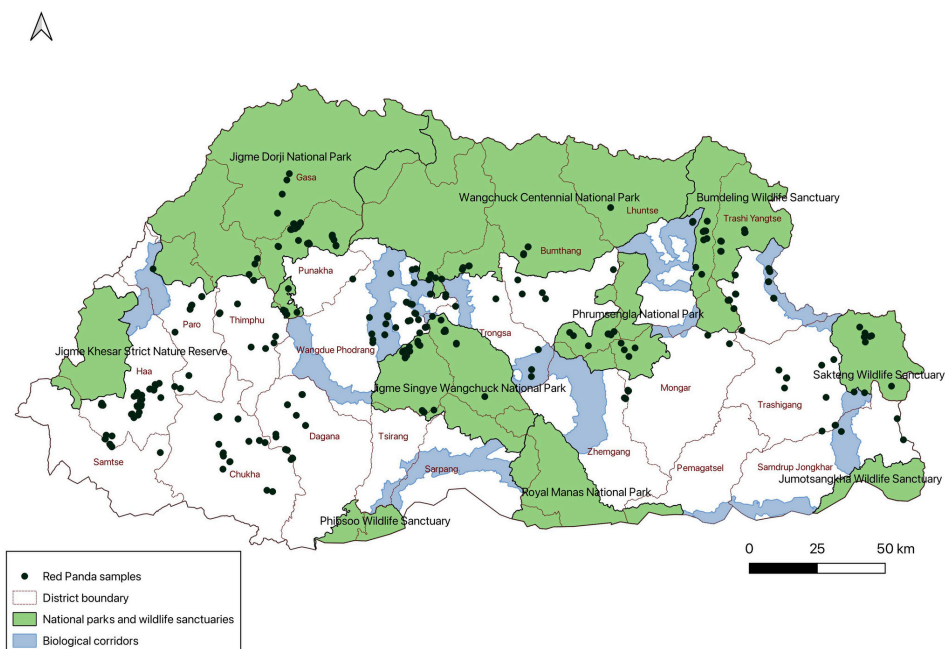 Jigme Dorji National Park
Gasa
Wangchuck Centennial National Park
Lhuntse
Bumdeling Wildlife Sanctuary
Trashi Yangtse
Bumthang
Punakha
Paro
Thimphu
Phrumsengla National Park
Trongsa
Wangdue Phodrang
Jigme Khesar Strict Nature Reserve
Haa
Jigme Singye Wangchuck National Park
Mongar
Sakteng Wildlife Sanctuary
Trashigang
Dagana
Tsirang
Samtse
Chukha
Sarpang
Zhemgang
Pemagatsel
Samdrup Jongkhar
Jumotsangkha Wildlife Sanctuary
Royal Manas National Park
Phibsoo Wildlife Sanctuary
0 25 50 km
Red Panda samples
District boundary
National parks and wildlife sanctuaries
Biological corridors